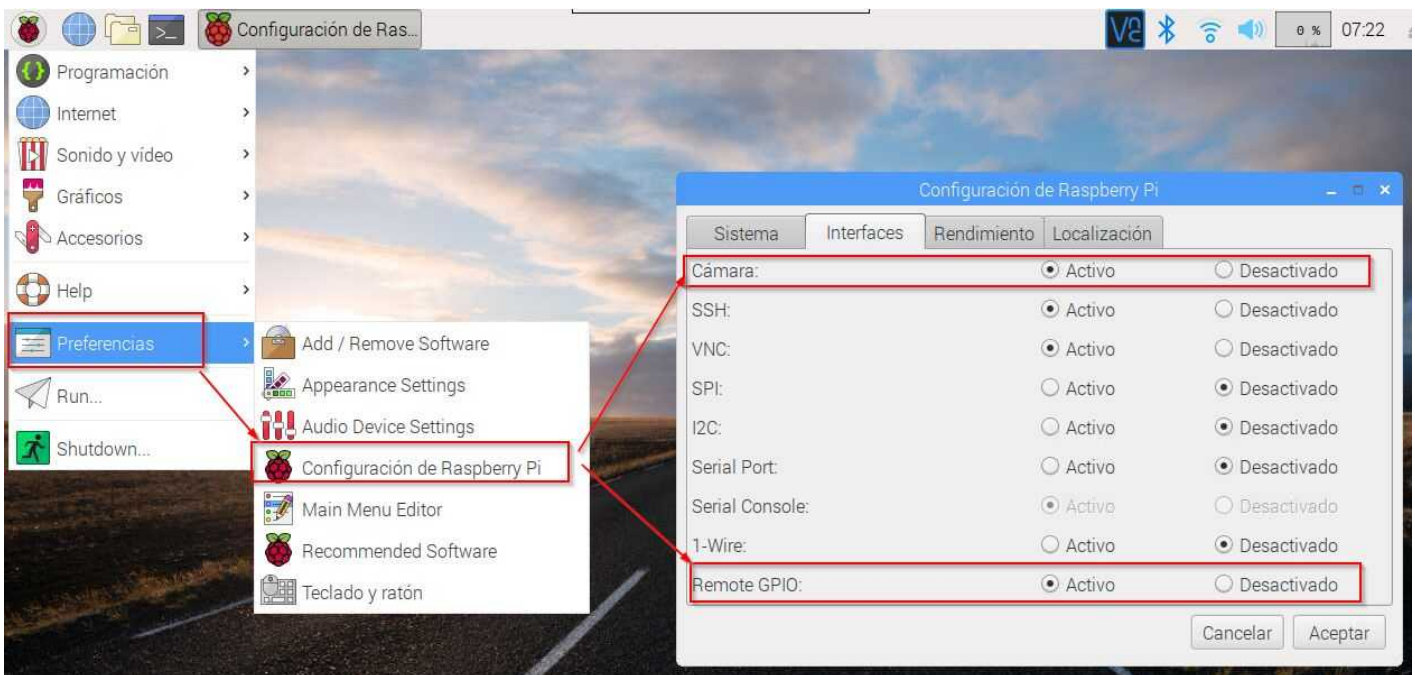 Configuración de Ras...
0 %
07:22
Programación
Internet
Sonido y vídeo
Gráficos
Accesorios
Help
Preferencias
Run...
Shutdown...
Add / Remove Software
Appearance Settings
Audio Device Settings
Configuración de Raspberry Pi
Main Menu Editor
Recommended Software
Teclado y ratón
Configuración de Raspberry Pi
Sistema Interfaces Rendimiento Localización
Cámara: Activo Desactivado
SSH: Activo Desactivado
VNC: Activo Desactivado
SPI: Activo Desactivado
I2C: Activo Desactivado
Serial Port: Activo Desactivado
Serial Console: Activo Desactivado
1-Wire: Activo Desactivado
Remote GPIO: Activo Desactivado
Cancelar Aceptar